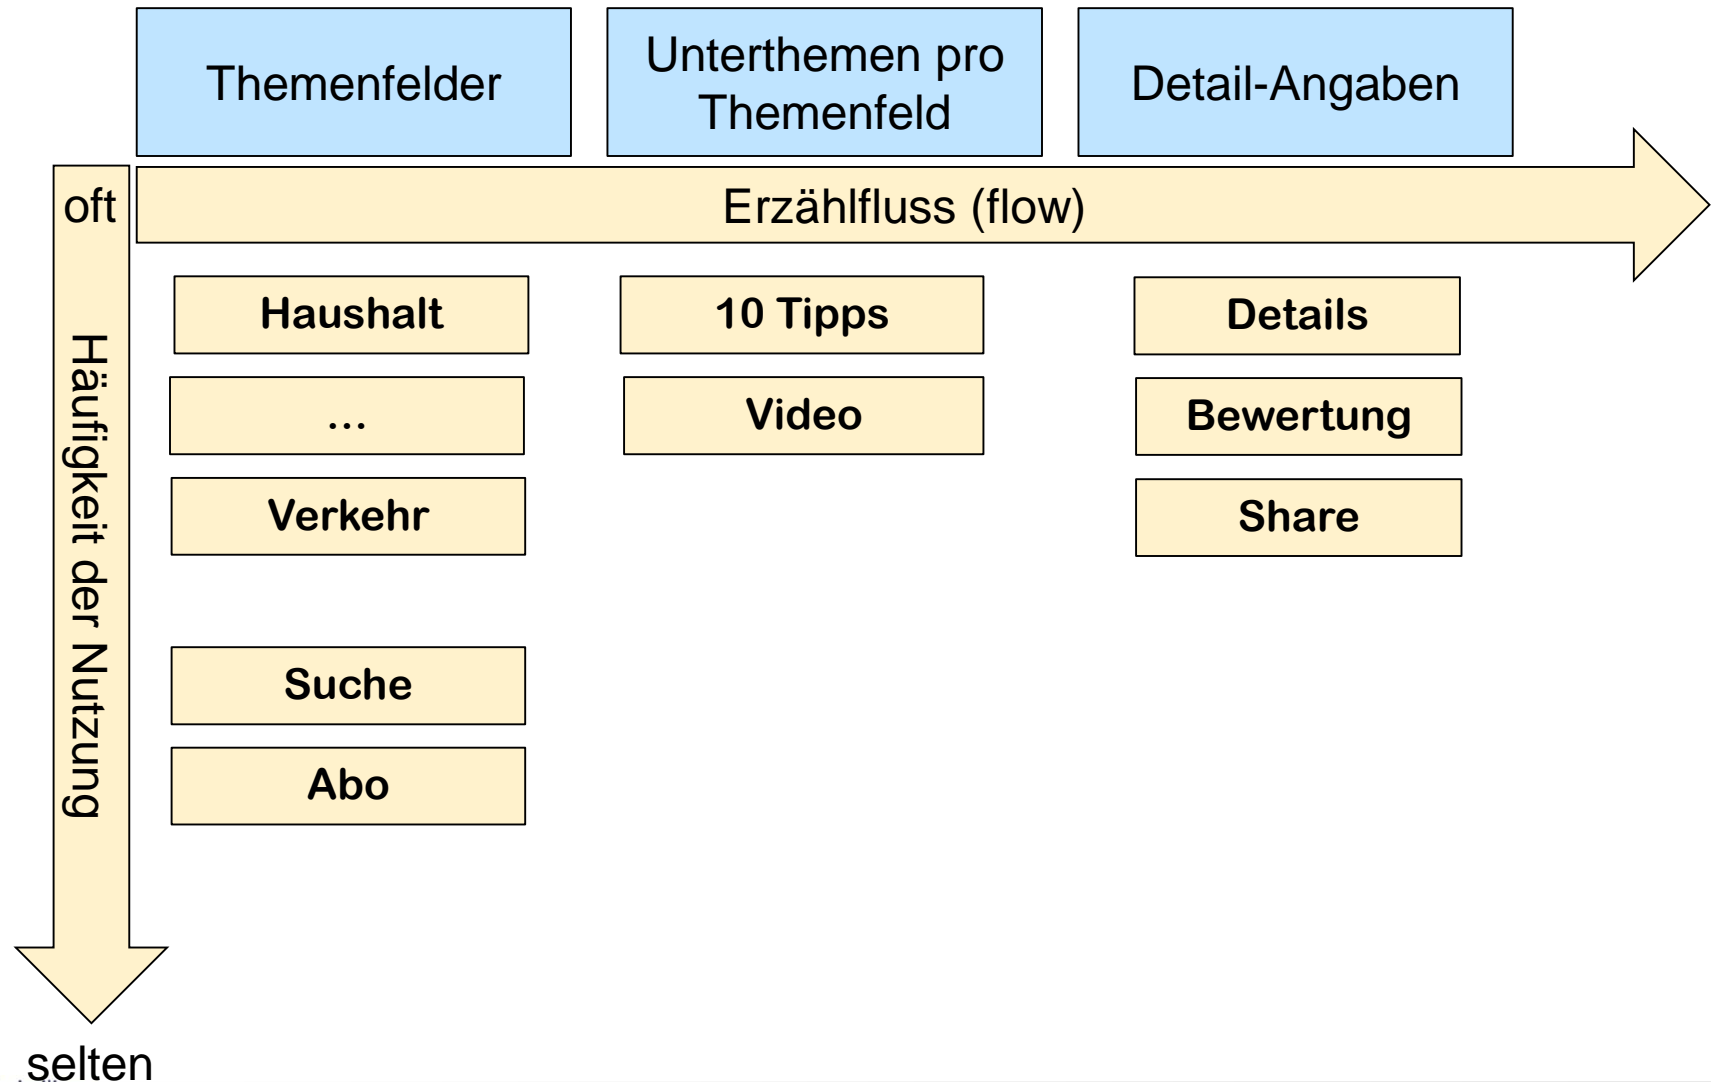 Themenfelder
Unterthemen pro
Themenfeld
Detail-Angaben
oft
Erzählfluss (flow)
Häufigkeit der Nutzung
Haushalt
10 Tipps
Details
...
Video
Bewertung
Verkehr
Share
Suche
Abo
selten